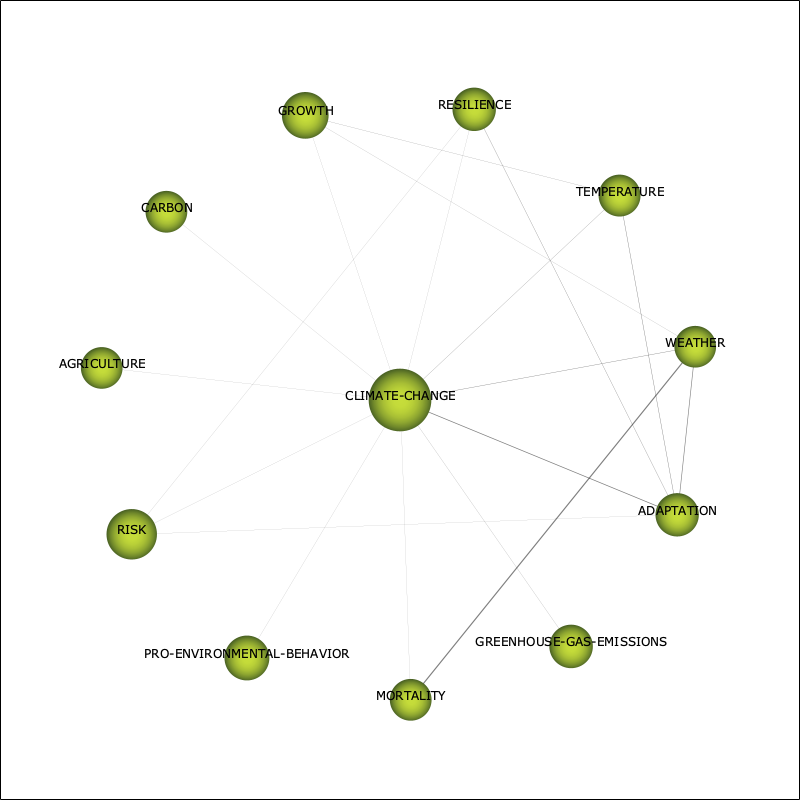 RESILIENCE
GROWTH
TEMPERATURE
CARBON
WEATHER
AGRICULTURE
CLIMATE-CHANGE
ADAPTATION
RISK
GREENHOUSE-GAS-EMISSIONS
PRO-ENVIRONMENTAL-BEHAVIOR
MORTALITY